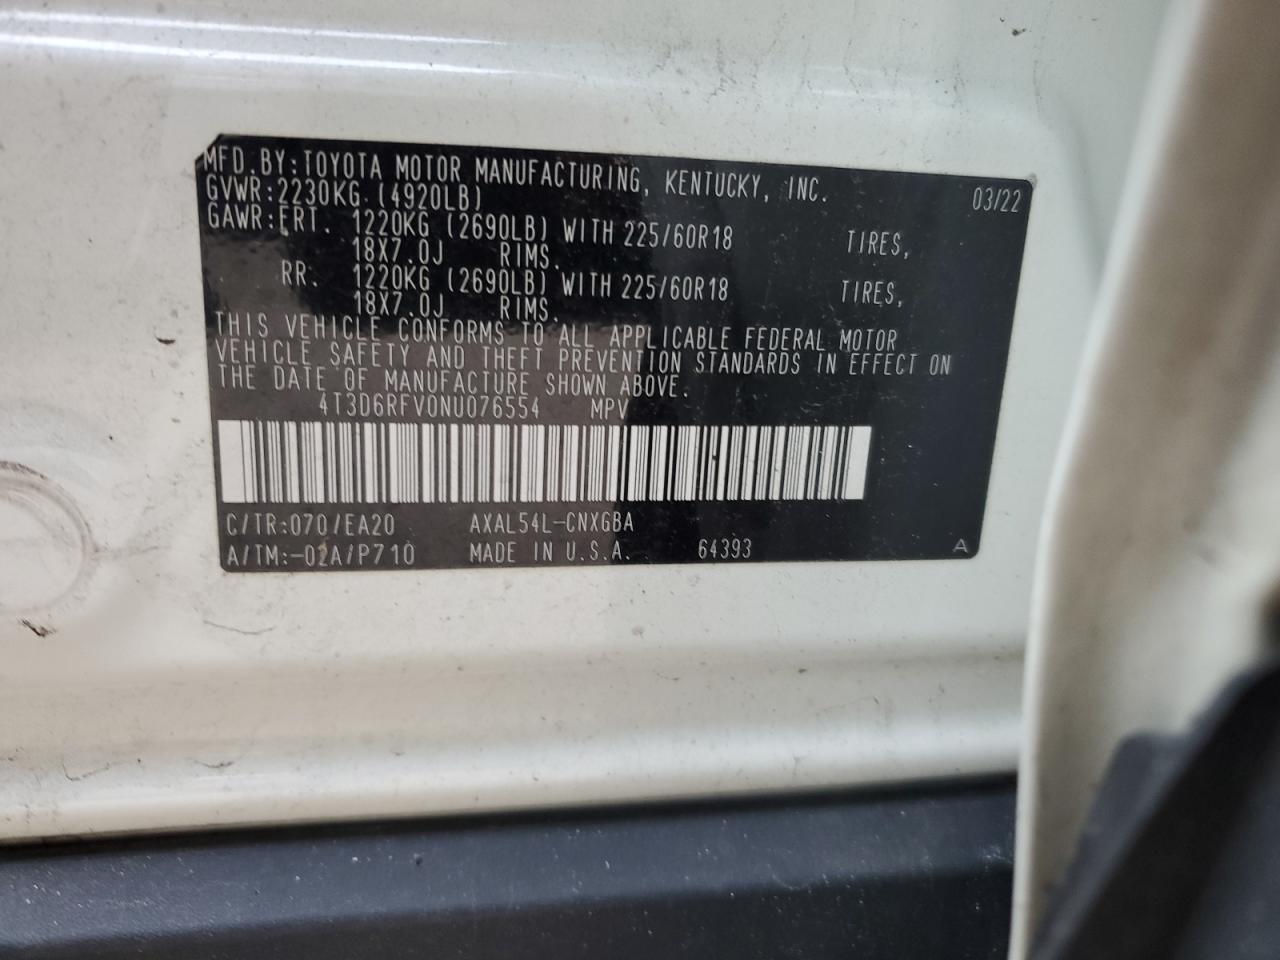 MFD.BY:TOYOTA MOTOR MANUFACTURING, KENTUCKY, INC. 03/22
GVWR:2230KG (4920LB)
GAWR:FRT. 1220KG (2690LB) WITH 225/60R18 TIRES,
18X7.0J RIMS.
RR. 1220KG (2690LB) WITH 225/60R18 TIRES,
18X7.0J RIMS.
THIS VEHICLE CONFORMS TO ALL APPLICABLE FEDERAL MOTOR
VEHICLE SAFETY AND THEFT PREVENTION STANDARDS IN EFFECT ON
THE DATE OF MANUFACTURE SHOWN ABOVE.
4T3D6RFV0NU076554 MPV
C/TR:070/EA20 AXAL54L-CNXGBA
A/TM:-02A/P710 MADE IN U.S.A. 64393 A